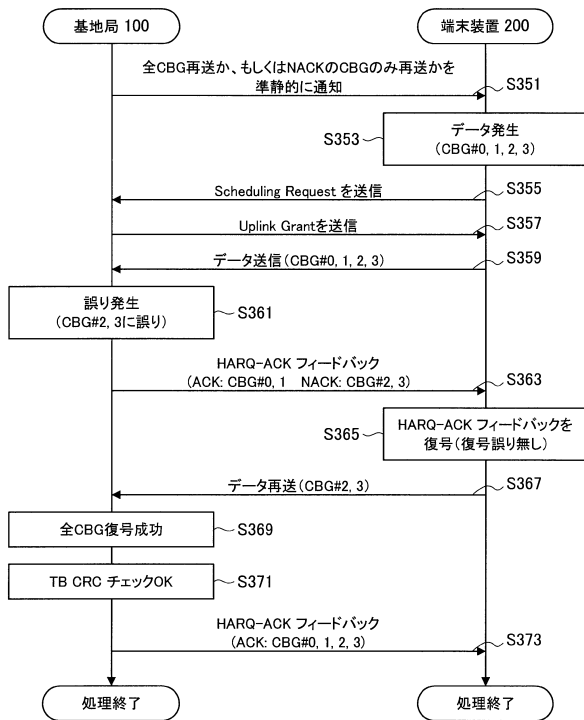 基地局 100
端末装置 200
全CBG再送か、もしくはNACKのCBGのみ再送かを
準静的に通知
S351
S353
データ発生
(CBG#0, 1, 2, 3)
Scheduling Request を送信
S355
Uplink Grantを送信
S357
データ送信(CBG#0, 1, 2, 3)
S359
誤り発生
(CBG#2, 3に誤り)
S361
HARQ-ACK フィードバック
(ACK: CBG#0, 1 NACK: CBG#2, 3)
S363
S365
HARQ-ACK フィードバックを
復号(復号誤り無し)
データ再送(CBG#2, 3)
S367
全CBG復号成功
S369
TB CRC チェックOK
S371
HARQ-ACK フィードバック
(ACK: CBG#0, 1, 2, 3)
S373
処理終了
処理終了